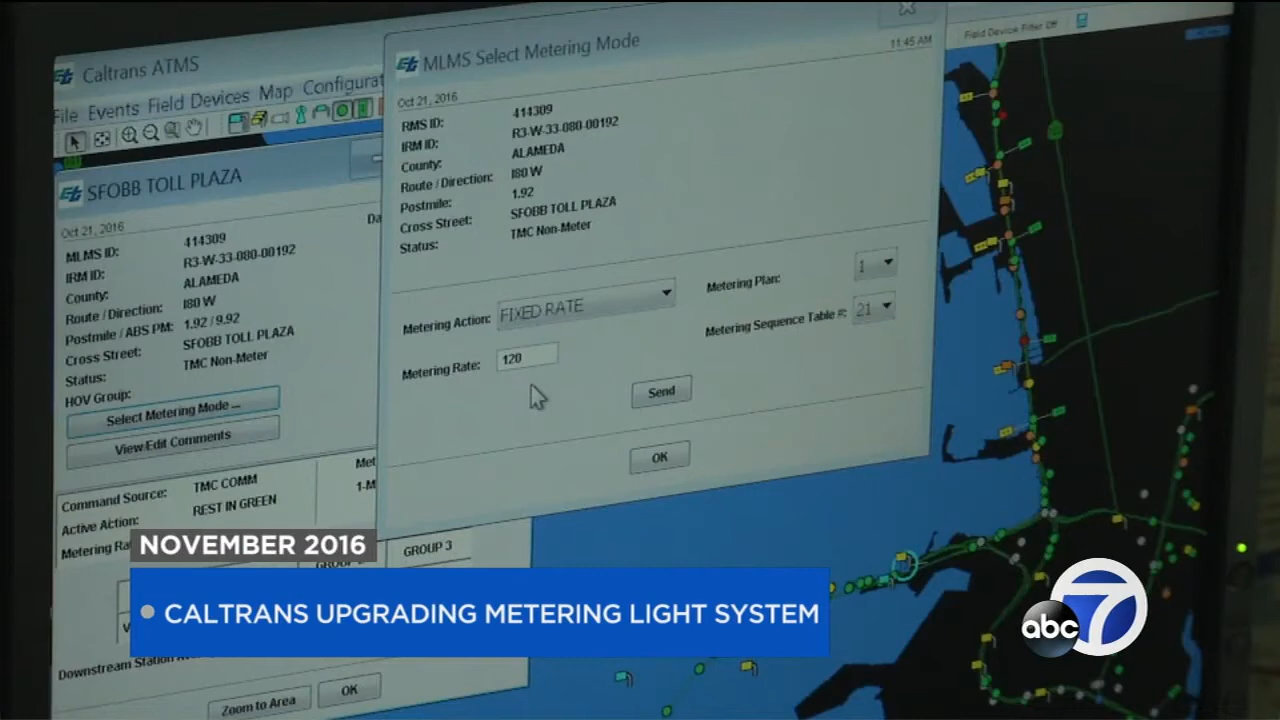 Caltrans ATMS
File Events Field Devices Map Configurat
SFOBB TOLL PLAZA
Oct 21, 2016
MLMS ID: 414309
IRM ID: R3-W-33-080-00192
County: ALAMEDA
Route / Direction: I80 W
Postmile / ABS PM: 1.92 / 9.92
Cross Street: SFOBB TOLL PLAZA
Status: TMC Non-Meter
HOV Group:
Select Metering Mode ...
View/Edit Comments
Command Source: TMC COMM
Active Action: REST IN GREEN
Metering Ra
Met
1-M
GROUP 3
Downstream Station
Zoom to Area
OK
MLMS Select Metering Mode
Oct 21, 2016
11:45 AM
RMS ID: 414309
IRM ID: R3-W-33-080-00192
County: ALAMEDA
Route / Direction: I80 W
Postmile: 1.92
Cross Street: SFOBB TOLL PLAZA
Status: TMC Non-Meter
Metering Action: FIXED RATE
Metering Plan: 1
Metering Rate: 120
Metering Sequence Table #: 21
Send
OK
Field Device Filter Off
NOVEMBER 2016
CALTRANS UPGRADING METERING LIGHT SYSTEM
abc 7